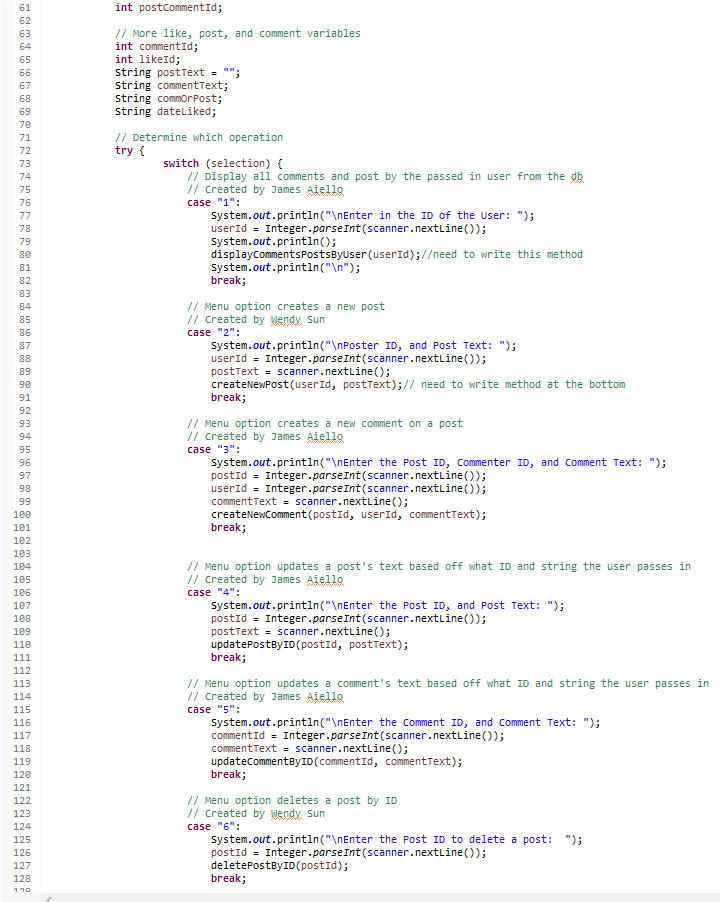 61 int postCommentId;
62
63 // More like, post, and comment variables
64 int commentId;
65 int likeId;
66 String postText = "";
67 String commentText;
68 String commOrPost;
69 String dateLiked;
70
71 // Determine which operation
72 try {
73 switch (selection) {
74 // Display all comments and post by the passed in user from the db
75 // Created by James Aiello
76 case "1":
77 System.out.println("\nEnter in the ID of the User: ");
78 userId = Integer.parseInt(scanner.nextLine());
79 System.out.println();
80 displayCommentsPostsByUser(userId);//need to write this method
81 System.out.println("\n");
82 break;
83
84 // Menu option creates a new post
85 // Created by Wendy Sun
86 case "2":
87 System.out.println("\nPoster ID, and Post Text: ");
88 userId = Integer.parseInt(scanner.nextLine());
89 postText = scanner.nextLine();
90 createNewPost(userId, postText);// need to write method at the bottom
91 break;
92
93 // Menu option creates a new comment on a post
94 // Created by James Aiello
95 case "3":
96 System.out.println("\nEnter the Post ID, Commenter ID, and Comment Text: ");
97 postId = Integer.parseInt(scanner.nextLine());
98 userId = Integer.parseInt(scanner.nextLine());
99 commentText = scanner.nextLine();
100 createNewComment(postId, userId, commentText);
101 break;
102
103
104 // Menu option updates a post's text based off what ID and string the user passes in
105 // Created by James Aiello
106 case "4":
107 System.out.println("\nEnter the Post ID, and Post Text: ");
108 postId = Integer.parseInt(scanner.nextLine());
109 postText = scanner.nextLine();
110 updatePostByID(postId, postText);
111 break;
112
113 // Menu option updates a comment's text based off what ID and string the user passes in
114 // Created by James Aiello
115 case "5":
116 System.out.println("\nEnter the Comment ID, and Comment Text: ");
117 commentId = Integer.parseInt(scanner.nextLine());
118 commentText = scanner.nextLine();
119 updateCommentByID(commentId, commentText);
120 break;
121
122 // Menu option deletes a post by ID
123 // Created by Wendy Sun
124 case "6":
125 System.out.println("\nEnter the Post ID to delete a post:  ");
126 postId = Integer.parseInt(scanner.nextLine());
127 deletePostByID(postId);
128 break;
129